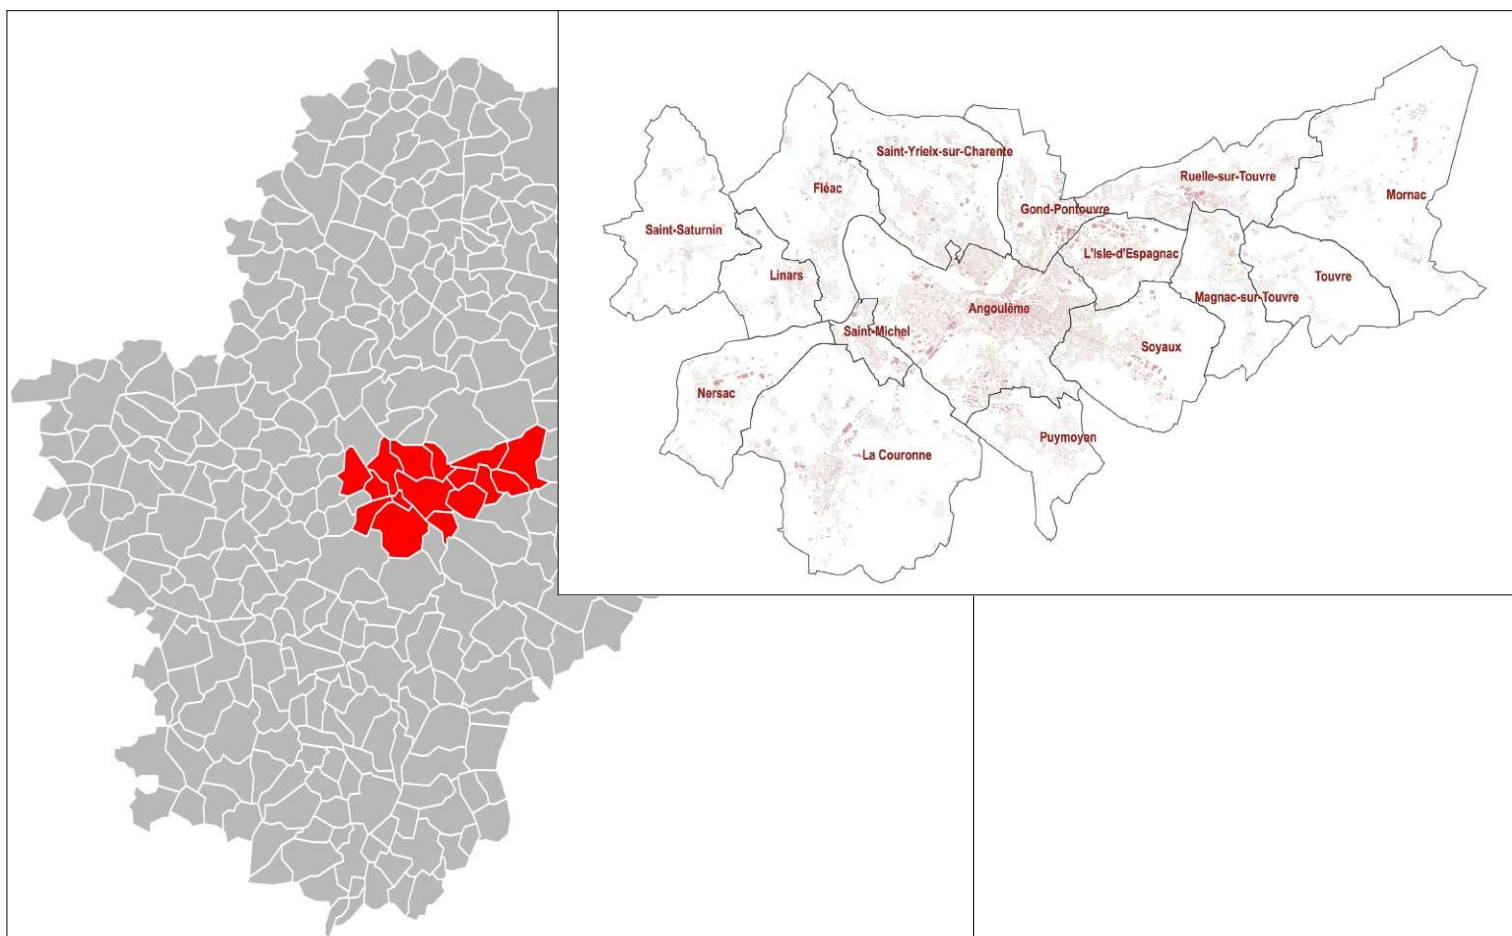 Saint-Yrieix-sur-Charente
Ruelle-sur-Touvre
Fléac
Mornac
Gond-Pontouvre
Saint-Saturnin
L'Isle-d'Espagnac
Linars
Touvre
Magnac-sur-Touvre
Angoulême
Saint-Michel
Soyaux
Nersac
Puymoyen
La Couronne